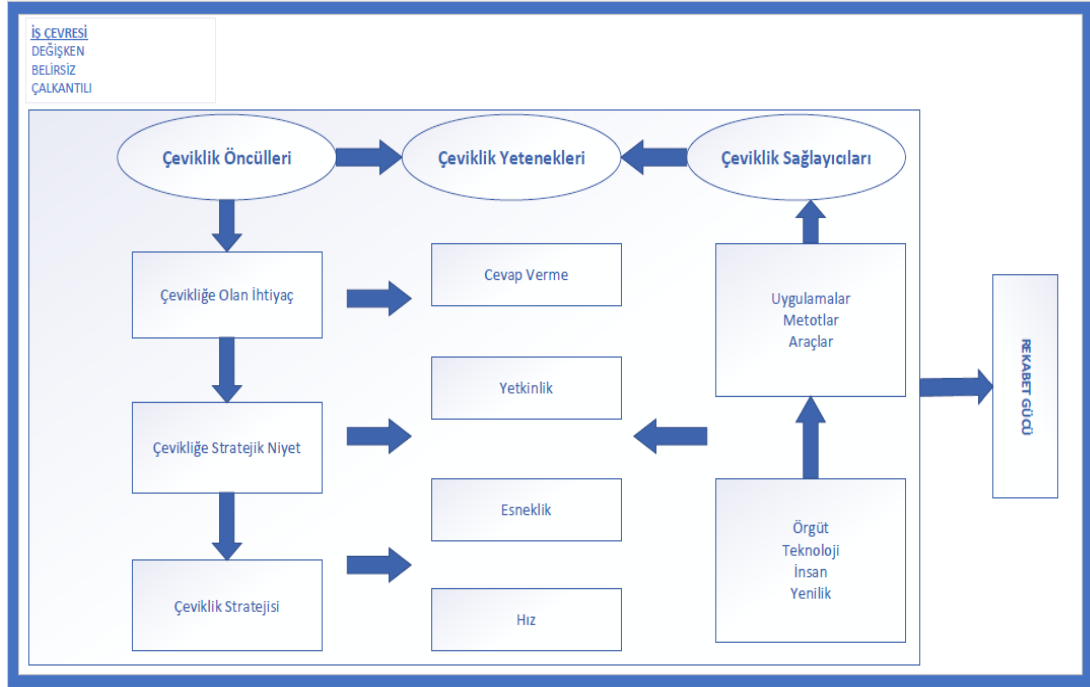 İŞ ÇEVRESİ
DEĞİŞKEN
BELİRSİZ
ÇALKANTILI
Çeviklik Öncülleri
Çeviklik Yetenekleri
Çeviklik Sağlayıcıları
Çevikliğe Olan İhtiyaç
Cevap Verme
Uygulamalar
Metotlar
Araçlar
Yetkinlik
Çevikliğe Stratejik Niyet
Esneklik
Örgüt
Teknoloji
İnsan
Yenilik
Çeviklik Stratejisi
Hız
REKABET GÜCÜ